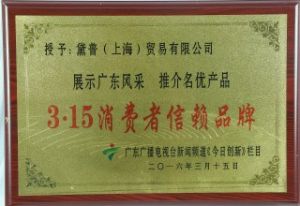 授予：黛普（上海）贸易有限公司
展示广东风采 推介名优产品
3·15消费者信赖品牌
广东广播电视台新闻频道《今日创新》栏目
二〇一六年三月十五日